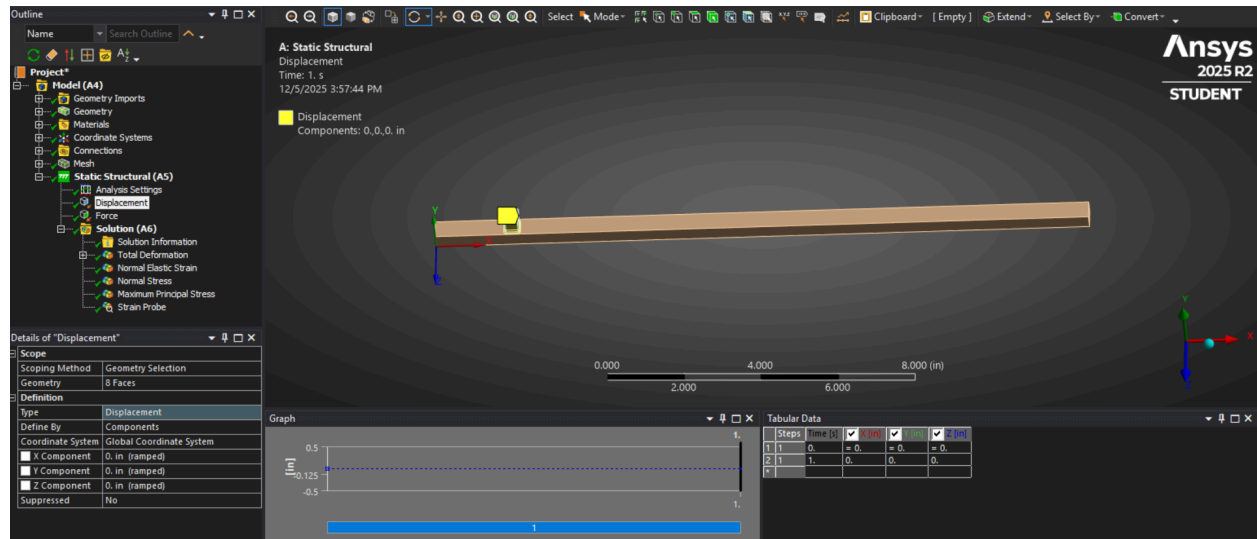 Outline
Name
Search Outline
Project*
Model (A4)
Geometry Imports
Geometry
Materials
Coordinate Systems
Connections
Mesh
Static Structural (A5)
Analysis Settings
Displacement
Force
Solution (A6)
Solution Information
Total Deformation
Normal Elastic Strain
Normal Stress
Maximum Principal Stress
Strain Probe
Details of "Displacement"
Scope
Scoping Method Geometry Selection
Geometry 8 Faces
Definition
Type Displacement
Define By Components
Coordinate System Global Coordinate System
X Component 0. in (ramped)
Y Component 0. in (ramped)
Z Component 0. in (ramped)
Suppressed No
Select Mode Clipboard [ Empty ] Extend Select By Convert
A: Static Structural
Displacement
Time: 1. s
12/5/2025 3:57:44 PM
Displacement
Components: 0.,0.,0. in
Ansys
2025 R2
STUDENT
Y
Z
Y
X
Z
0.000 4.000 8.000 (in)
2.000 6.000
Graph
1.
0.5
-0.5
[in]
1.
1
Tabular Data
Steps Time [s] X [in] Y [in] Z [in]
1 1 0. = 0. = 0. = 0.
2 1 1. 0. 0. 0.
*